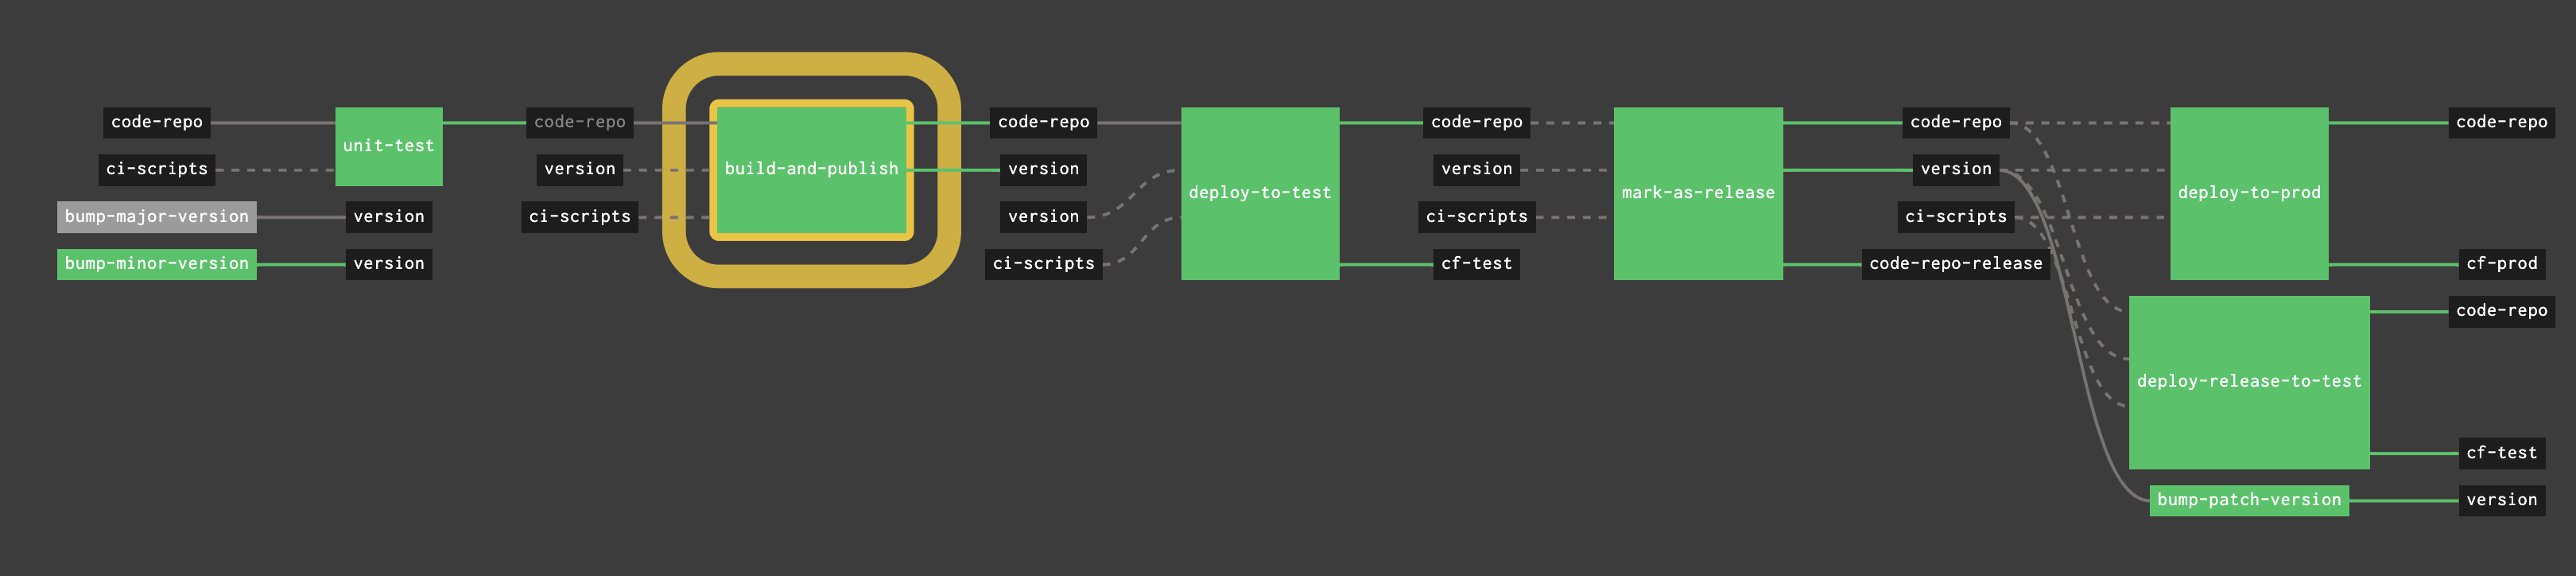 code-repo
ci-scripts
bump-major-version
bump-minor-version
unit-test
version
version
code-repo
version
ci-scripts
build-and-publish
code-repo
version
version
ci-scripts
deploy-to-test
code-repo
version
ci-scripts
cf-test
mark-as-release
code-repo
version
ci-scripts
code-repo-release
deploy-to-prod
deploy-release-to-test
bump-patch-version
code-repo
cf-prod
code-repo
cf-test
version